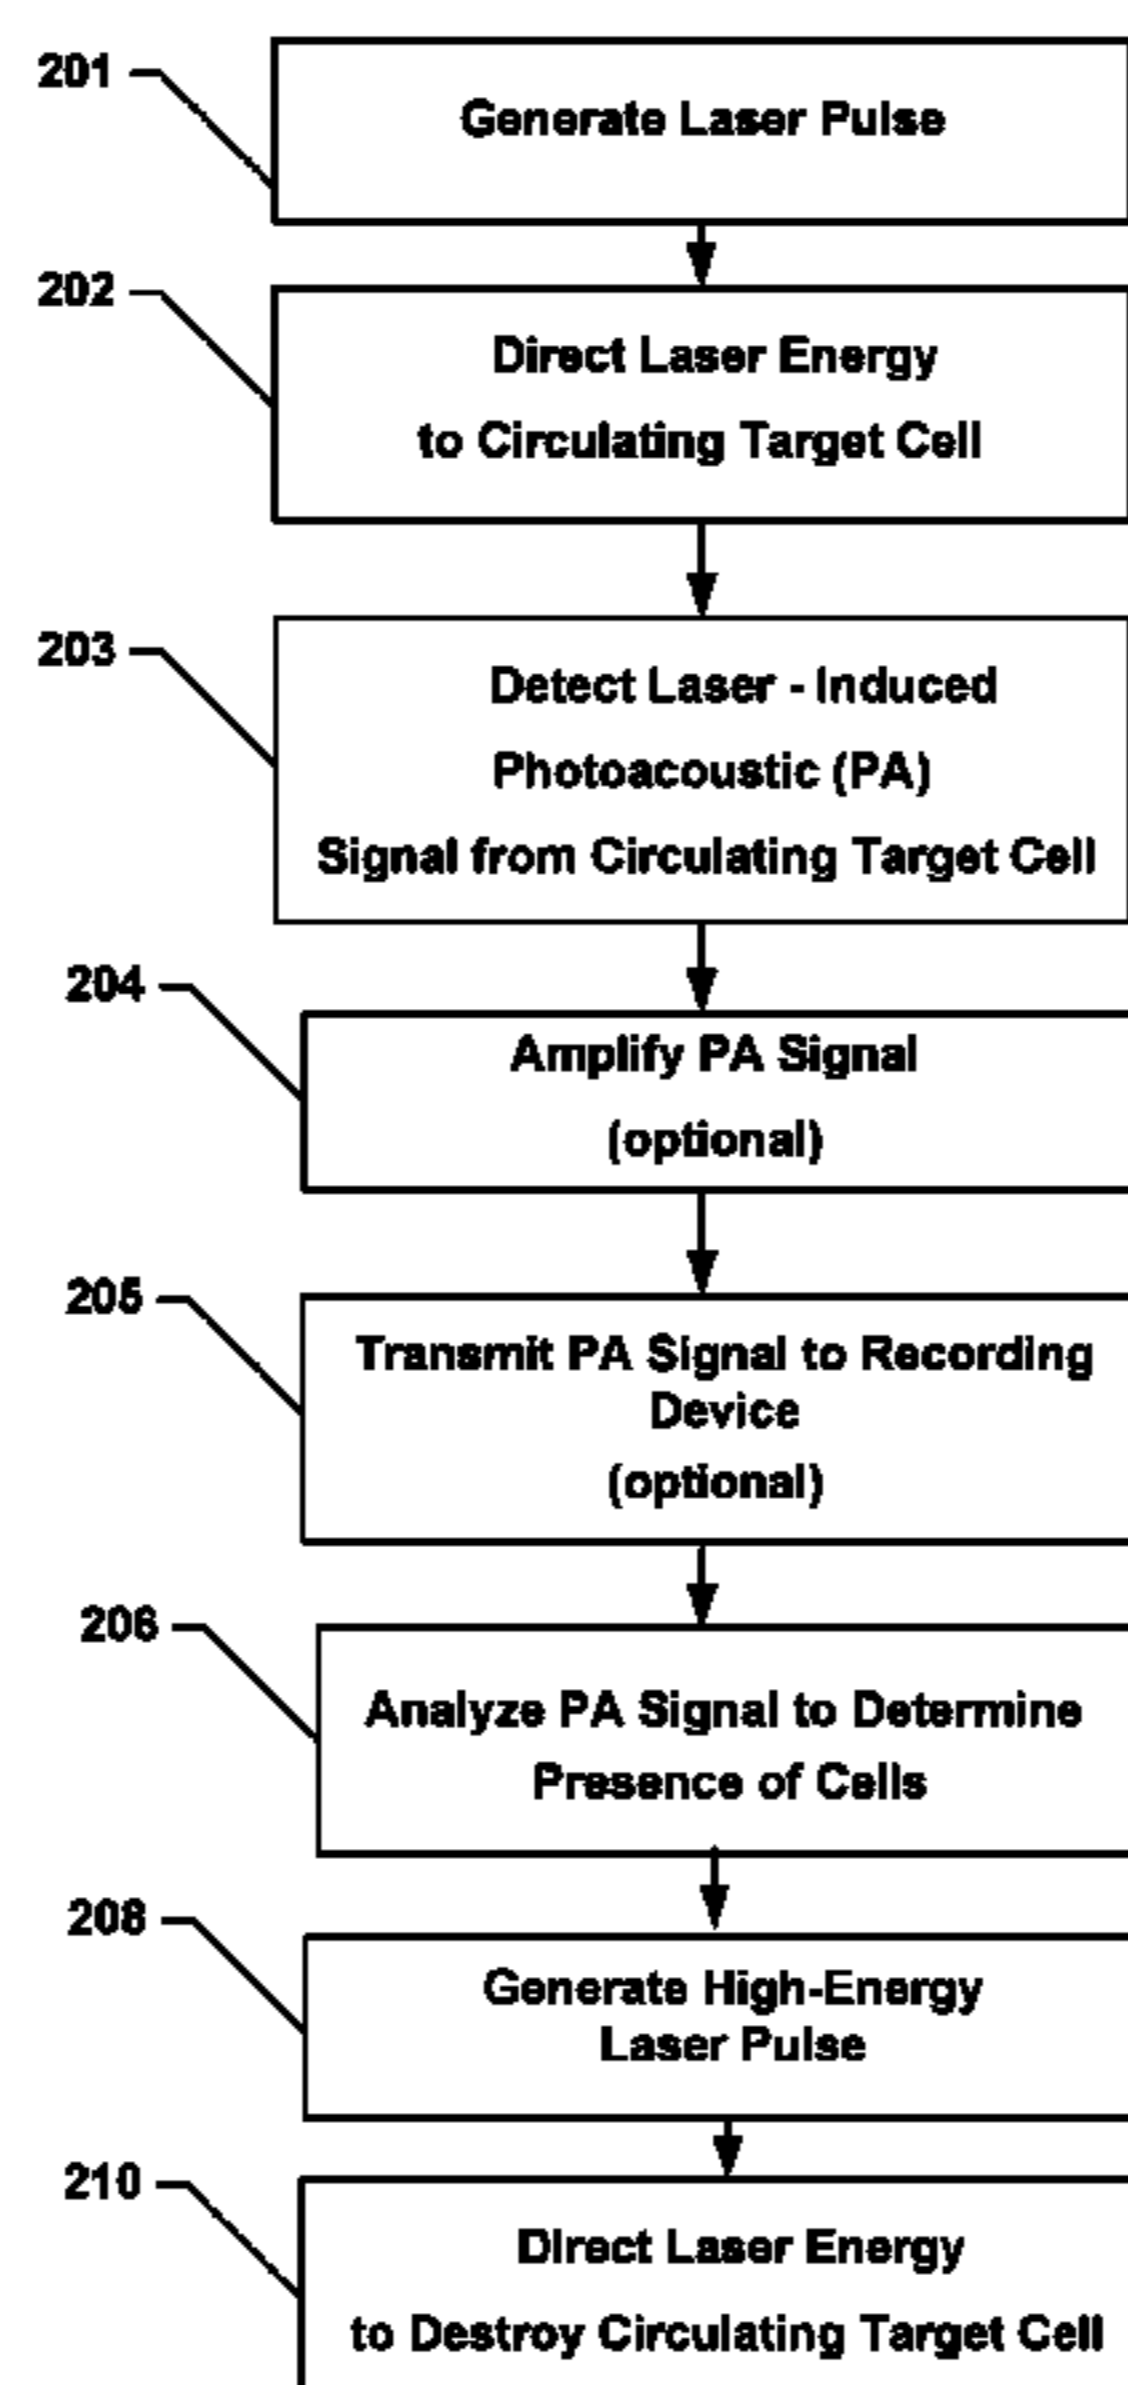 201
Generate Laser Pulse
202
Direct Laser Energy
to Circulating Target Cell
203
Detect Laser - Induced
Photoacoustic (PA)
Signal from Circulating Target Cell
204
Amplify PA Signal
(optional)
205
Transmit PA Signal to Recording
Device
(optional)
206
Analyze PA Signal to Determine
Presence of Cells
208
Generate High-Energy
Laser Pulse
210
Direct Laser Energy
to Destroy Circulating Target Cell